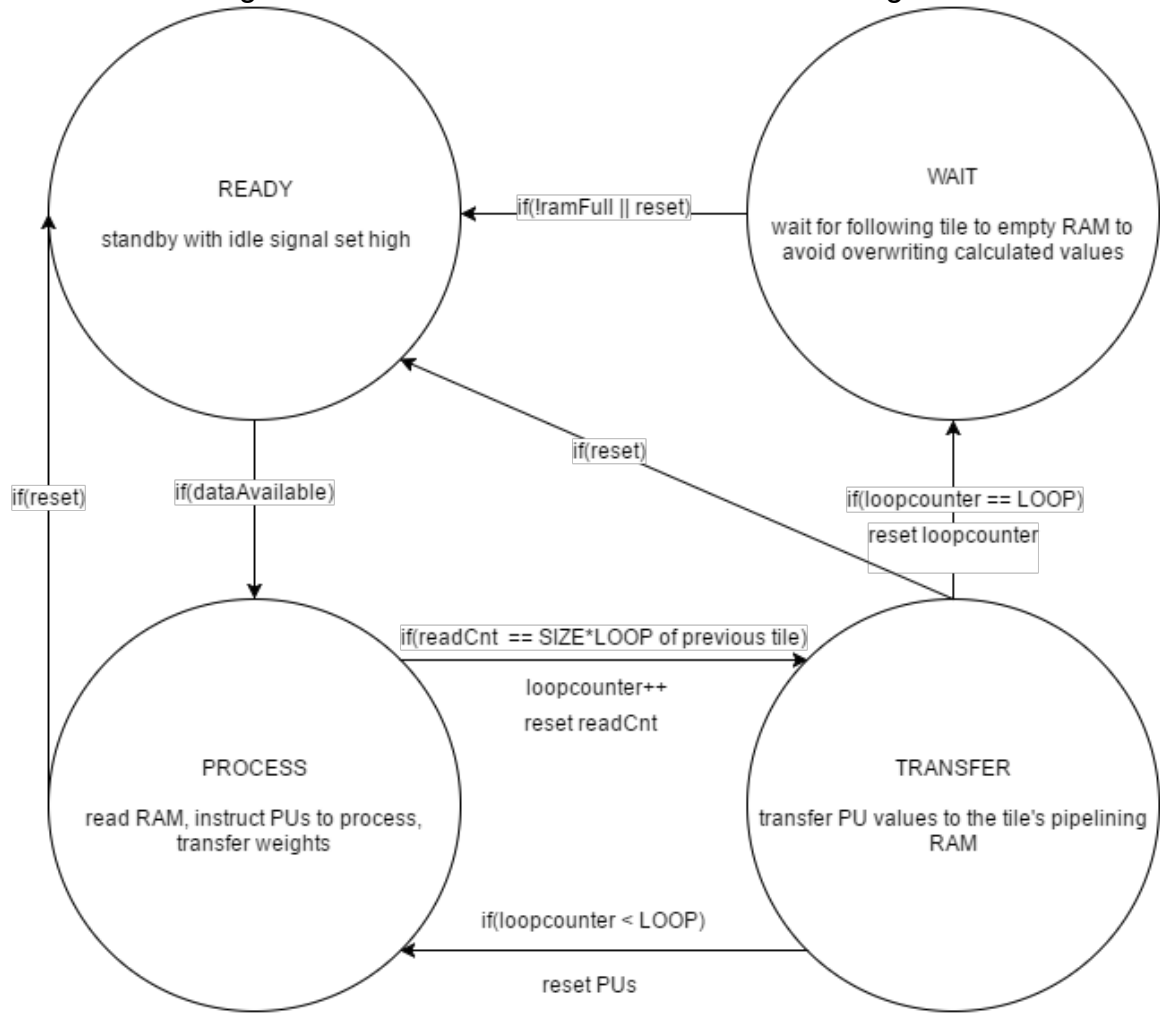 READY
standby with idle signal set high
WAIT
wait for following tile to empty RAM to
avoid overwriting calculated values
if(!ramFull || reset)
if(reset)
if(dataAvailable)
if(reset)
if(loopcounter == LOOP)
reset loopcounter
if(readCnt == SIZE*LOOP of previous tile)
loopcounter++
reset readCnt
PROCESS
read RAM, instruct PUs to process,
transfer weights
TRANSFER
transfer PU values to the tile's pipelining
RAM
if(loopcounter < LOOP)
reset PUs